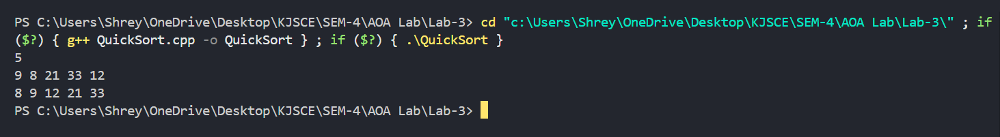 PS C:\Users\Shrey\OneDrive\Desktop\KJSCE\SEM-4\AOA Lab\Lab-3> cd "c:\Users\Shrey\OneDrive\Desktop\KJSCE\SEM-4\AOA Lab\Lab-3\" ; if
($?) { g++ QuickSort.cpp -o QuickSort } ; if ($?) { .\QuickSort }
5
9 8 21 33 12
8 9 12 21 33
PS C:\Users\Shrey\OneDrive\Desktop\KJSCE\SEM-4\AOA Lab\Lab-3>